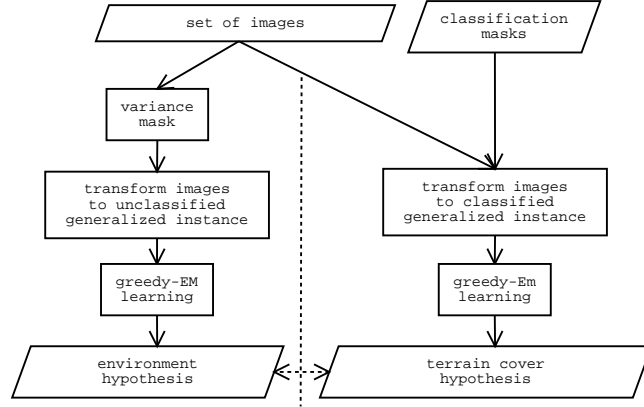 set of images
classification
masks
variance
mask
transform images
to unclassified
generalized instance
transform images
to classified
generalized instance
greedy-EM
learning
greedy-Em
learning
environment
hypothesis
terrain cover
hypothesis